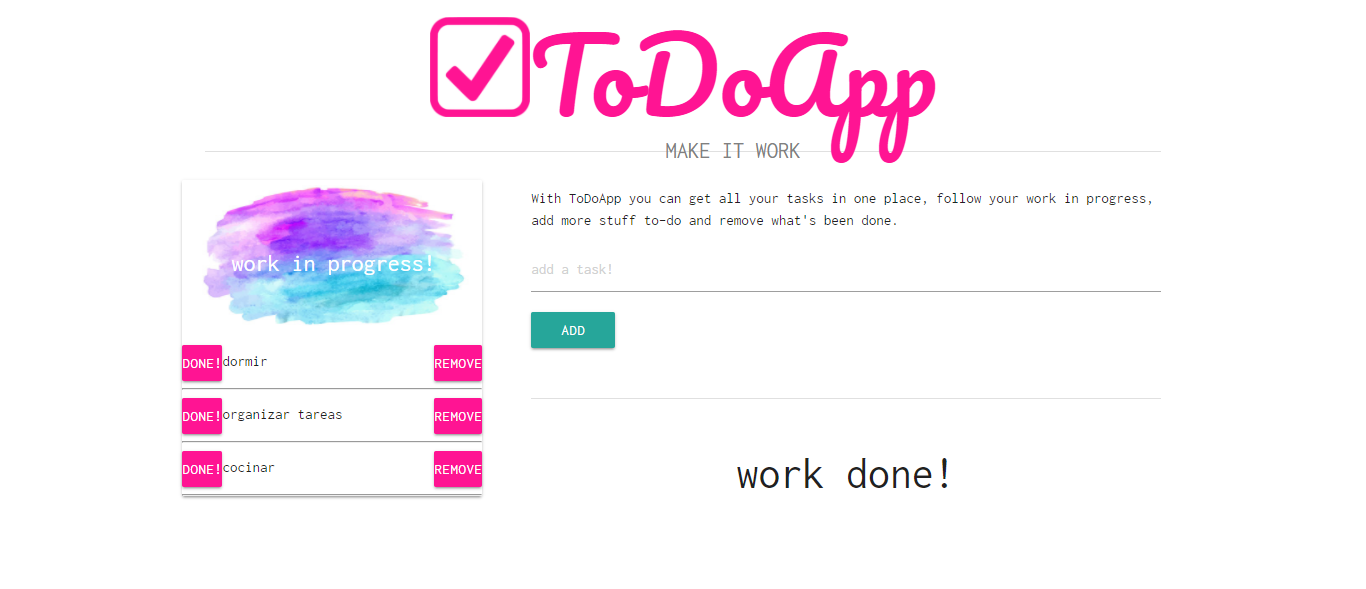 ToDoApp
MAKE IT WORK
work in progress!
DONE! dormir REMOVE
DONE! organizar tareas REMOVE
DONE! cocinar REMOVE
With ToDoApp you can get all your tasks in one place, follow your work in progress,
add more stuff to-do and remove what's been done.
add a task!
ADD
work done!